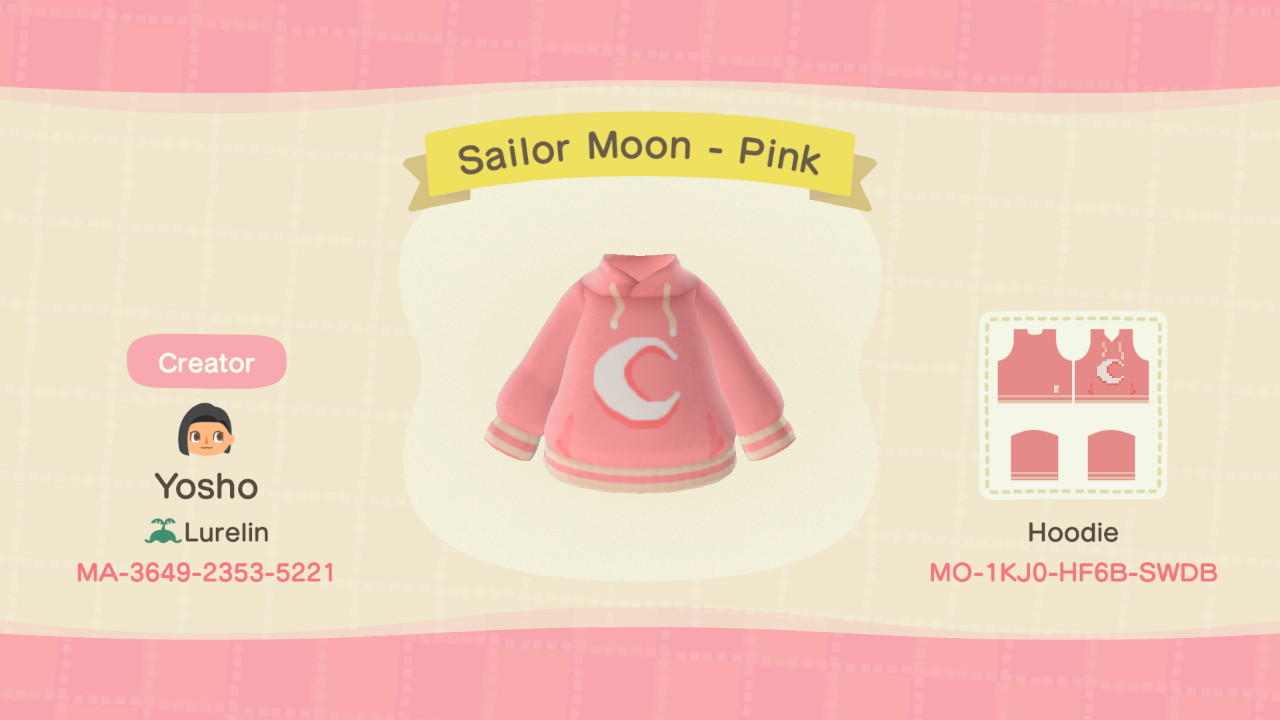 Sailor Moon - Pink
Creator
Yosho
Lurelin
MA-3649-2353-5221
Hoodie
MO-1KJ0-HF6B-SWDB